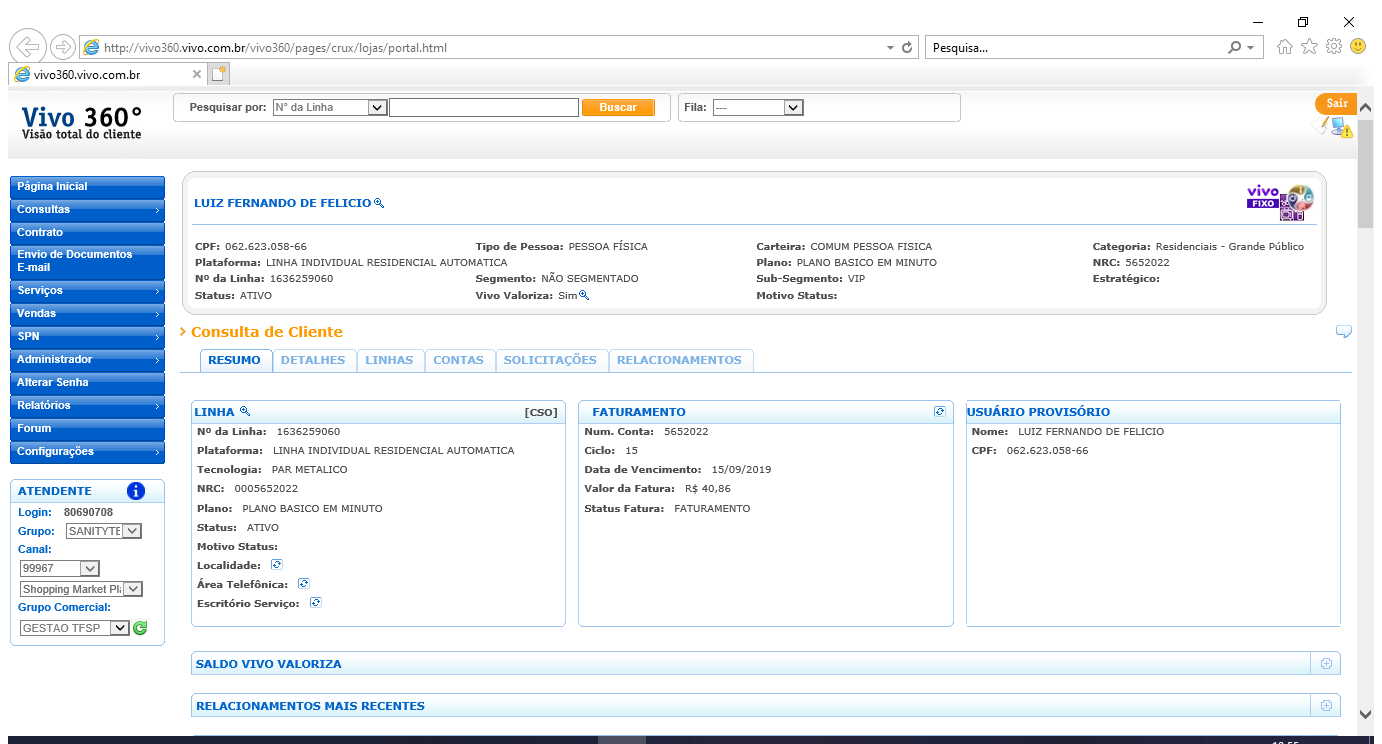 http://vivo360.vivo.com.br/vivo360/pages/crux/lojas/portal.html
Pesquisa...
vivo360.vivo.com.br
Vivo 360°
Visão total do cliente
Pesquisar por: N° da Linha Buscar Fila: ---
Sair
Página Inicial
Consultas
Contrato
Envio de Documentos
E-mail
Serviços
Vendas
SPN
Administrador
Alterar Senha
Relatórios
Forum
Configurações
ATENDENTE
Login: 80690708
Grupo: SANITYTE
Canal:
99967
Shopping Market Pl
Grupo Comercial:
GESTAO TFSP
LUIZ FERNANDO DE FELICIO
vivo
FIXO
CPF: 062.623.058-66 Tipo de Pessoa: PESSOA FÍSICA Carteira: COMUM PESSOA FISICA Categoria: Residenciais - Grande Público
Plataforma: LINHA INDIVIDUAL RESIDENCIAL AUTOMATICA Plano: PLANO BASICO EM MINUTO NRC: 5652022
Nº da Linha: 1636259060 Segmento: NÃO SEGMENTADO Sub-Segmento: VIP Estratégico:
Status: ATIVO Vivo Valoriza: Sim Motivo Status:
Consulta de Cliente
RESUMO DETALHES LINHAS CONTAS SOLICITAÇÕES RELACIONAMENTOS
LINHA [CSO]
Nº da Linha: 1636259060
Plataforma: LINHA INDIVIDUAL RESIDENCIAL AUTOMATICA
Tecnologia: PAR METALICO
NRC: 0005652022
Plano: PLANO BASICO EM MINUTO
Status: ATIVO
Motivo Status:
Localidade:
Área Telefônica:
Escritório Serviço:
FATURAMENTO
Num. Conta: 5652022
Ciclo: 15
Data de Vencimento: 15/09/2019
Valor da Fatura: R$ 40,86
Status Fatura: FATURAMENTO
USUÁRIO PROVISÓRIO
Nome: LUIZ FERNANDO DE FELICIO
CPF: 062.623.058-66
SALDO VIVO VALORIZA
RELACIONAMENTOS MAIS RECENTES